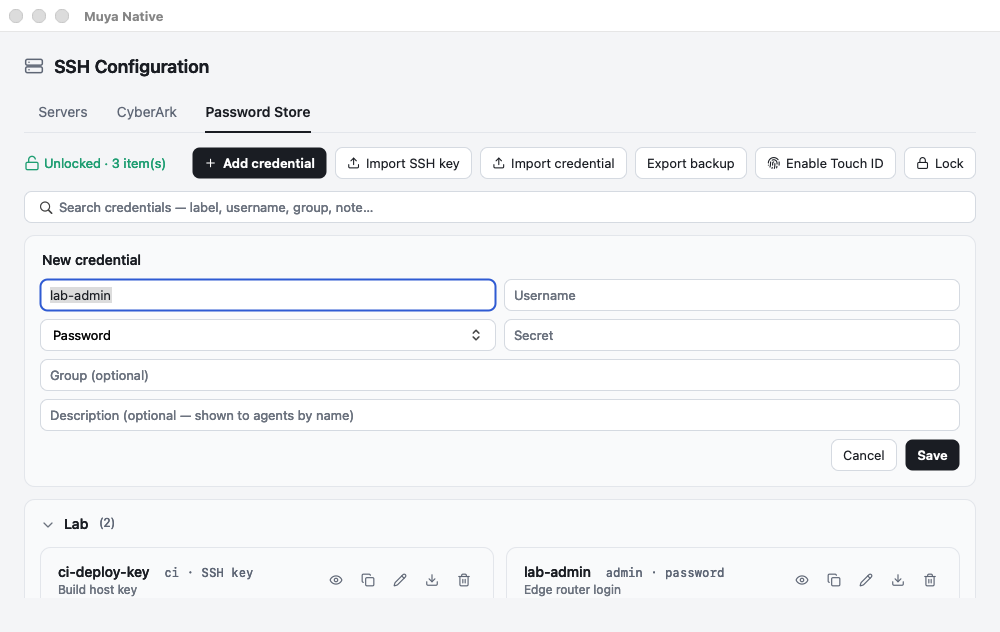 Muya Native
SSH Configuration
Servers CyberArk Password Store
Unlocked · 3 item(s) + Add credential Import SSH key Import credential Export backup Enable Touch ID Lock
Search credentials — label, username, group, note...
New credential
lab-admin Username
Password Secret
Group (optional)
Description (optional — shown to agents by name)
Cancel Save
Lab (2)
ci-deploy-key ci · SSH key lab-admin admin · password
Build host key Edge router login